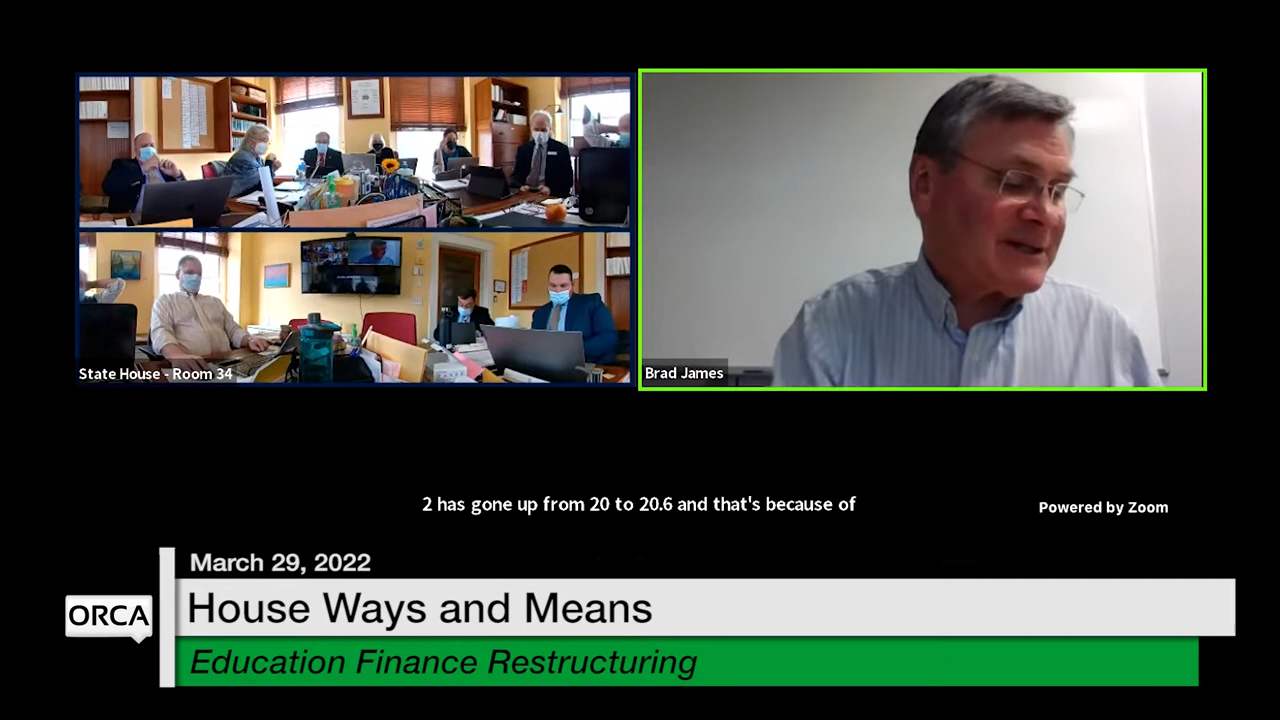 State House - Room 34
Brad James
2 has gone up from 20 to 20.6 and that's because of
Powered by Zoom
March 29, 2022
ORCA
House Ways and Means
Education Finance Restructuring